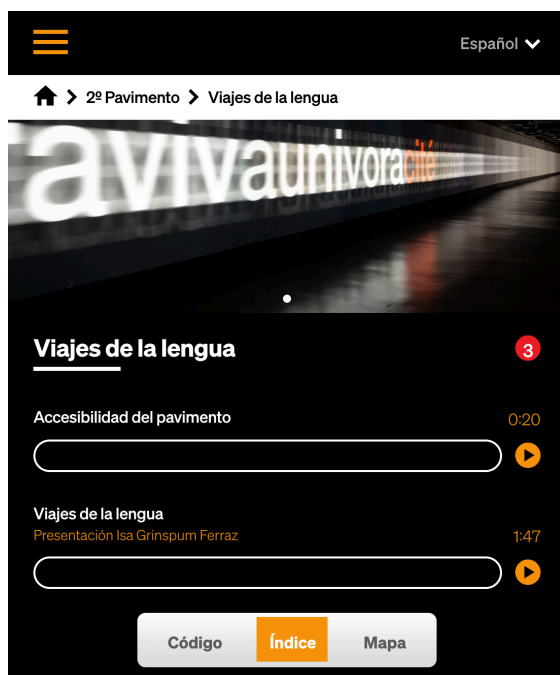 Español
2º Pavimento Viajes de la lengua
avivaunivoracité
Viajes de la lengua
3
Accesibilidad del pavimento
0:20
Viajes de la lengua
Presentación Isa Grinspum Ferraz
1:47
Código Índice Mapa